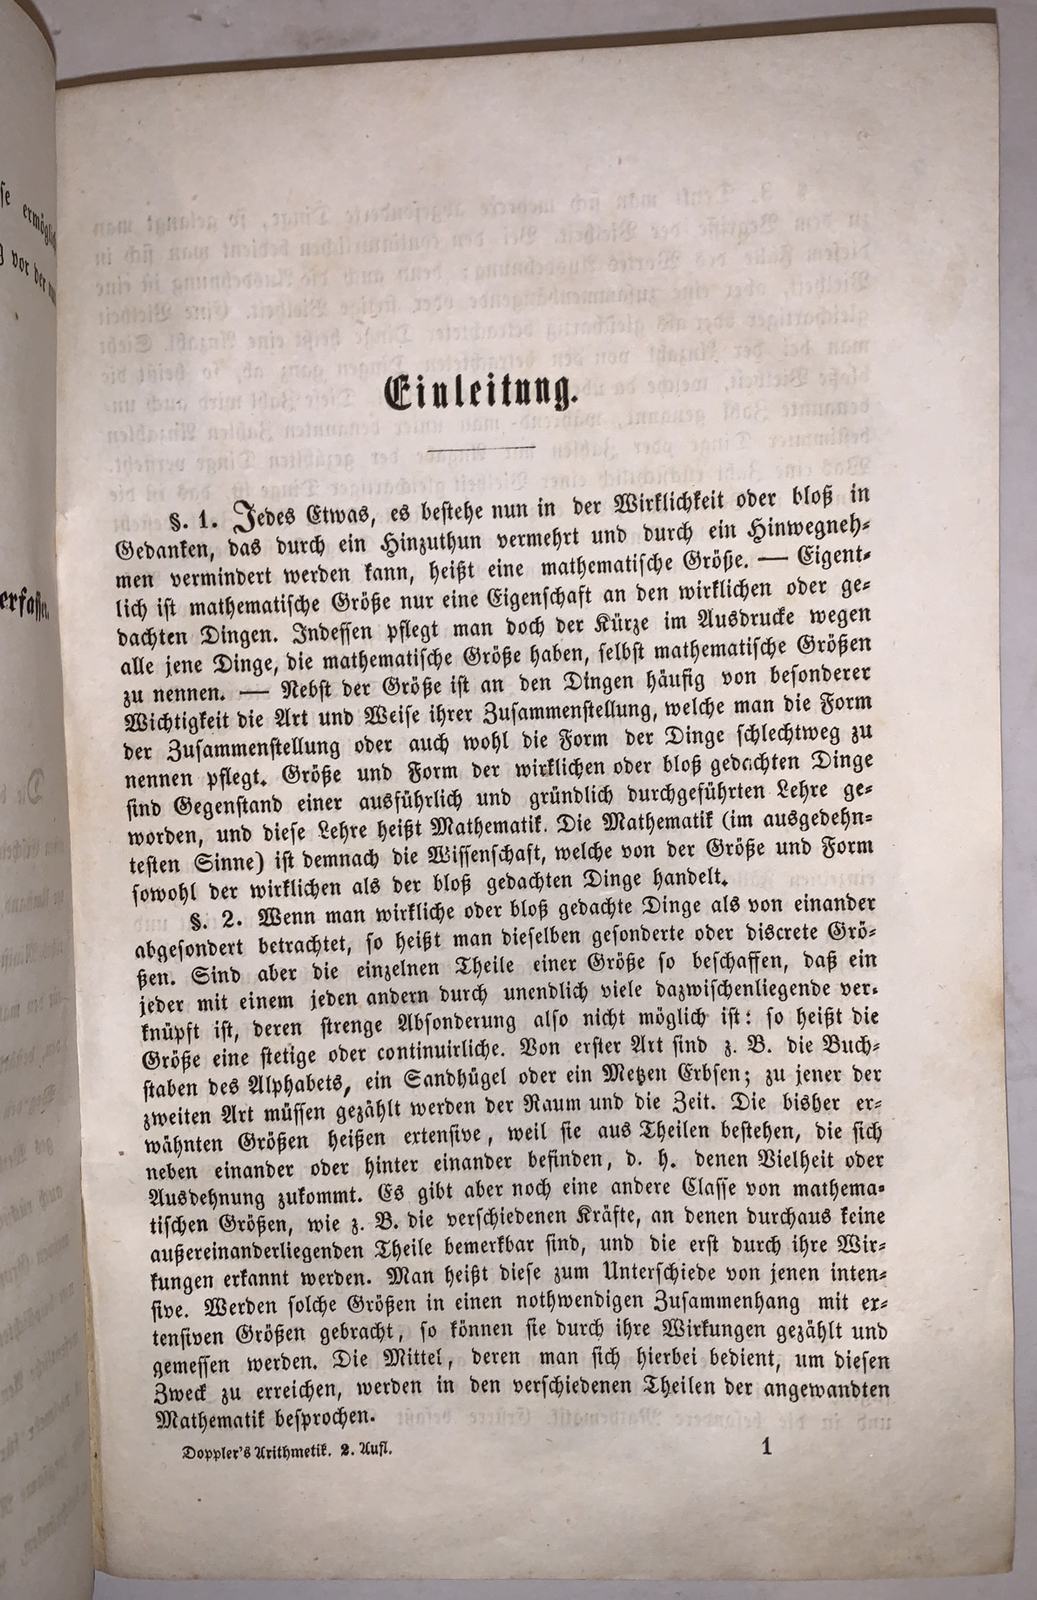 se ermöglich
vor der
erfassen.
Einleitung.
§. 1. Jedes Etwas, es bestehe nun in der Wirklichkeit oder bloß in
Gedanken, das durch ein Hinzuthun vermehrt und durch ein Hinwegneh-
men vermindert werden kann, heißt eine mathematische Größe. — Eigent-
lich ist mathematische Größe nur eine Eigenschaft an den wirklichen oder ge-
dachten Dingen. Indessen pflegt man doch der Kürze im Ausdrucke wegen
alle jene Dinge, die mathematische Größe haben, selbst mathematische Größen
zu nennen. — Nebst der Größe ist an den Dingen häufig von besonderer
Wichtigkeit die Art und Weise ihrer Zusammenstellung, welche man die Form
der Zusammenstellung oder auch wohl die Form der Dinge schlechtweg zu
nennen pflegt. Größe und Form der wirklichen oder bloß gedachten Dinge
sind Gegenstand einer ausführlich und gründlich durchgeführten Lehre ge-
worden, und diese Lehre heißt Mathematik. Die Mathematik (im ausgedehn-
testen Sinne) ist demnach die Wissenschaft, welche von der Größe und Form
sowohl der wirklichen als der bloß gedachten Dinge handelt.
§. 2. Wenn man wirkliche oder bloß gedachte Dinge als von einander
abgesondert betrachtet, so heißt man dieselben gesonderte oder discrete Grö-
ßen. Sind aber die einzelnen Theile einer Größe so beschaffen, daß ein
jeder mit einem jeden andern durch unendlich viele dazwischenliegende ver-
knüpft ist, deren strenge Absonderung also nicht möglich ist: so heißt die
Größe eine stetige oder continuirliche. Von erster Art sind z. B. die Buch-
staben des Alphabets, ein Sandhügel oder ein Metzen Erbsen; zu jener der
zweiten Art müssen gezählt werden der Raum und die Zeit. Die bisher er-
wähnten Größen heißen extensive, weil sie aus Theilen bestehen, die sich
neben einander oder hinter einander befinden, d. h. denen Vielheit oder
Ausdehnung zukommt. Es gibt aber noch eine andere Classe von mathema-
tischen Größen, wie z. B. die verschiedenen Kräfte, an denen durchaus keine
außereinanderliegenden Theile bemerkbar sind, und die erst durch ihre Wir-
kungen erkannt werden. Man heißt diese zum Unterschiede von jenen inten-
sive. Werden solche Größen in einen nothwendigen Zusammenhang mit ex-
tensiven Größen gebracht, so können sie durch ihre Wirkungen gezählt und
gemessen werden. Die Mittel, deren man sich hierbei bedient, um diesen
Zweck zu erreichen, werden in den verschiedenen Theilen der angewandten
Mathematik besprochen.
Doppler's Arithmetik. 2. Aufl. 1